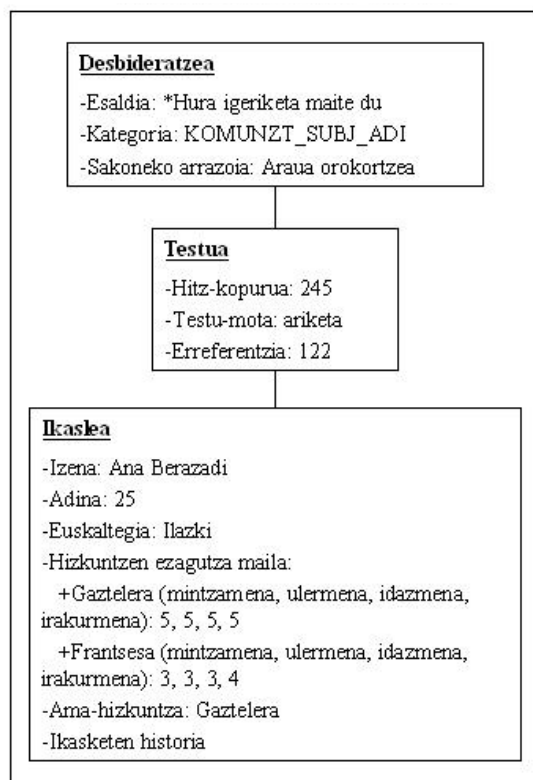 Desbideratzea
-Esaldia: *Hura igeriketa maite du
-Kategoria: KOMUNZT_SUBJ_ADI
-Sakoneko arrazoia: Araua orokortzea
Testua
-Hitz-kopurua: 245
-Testu-mota: ariketa
-Erreferentzia: 122
Ikaslea
-Izena: Ana Berazadi
-Adina: 25
-Euskaltegia: Ilazki
-Hizkuntzen ezagutza maila:
+Gaztelera (mintzamena, ulermena, idazmena,
irakurmena): 5, 5, 5, 5
+Frantsesa (mintzamena, ulermena, idazmena,
irakurmena): 3, 3, 3, 4
-Ama-hizkuntza: Gaztelera
-Ikasketen historia